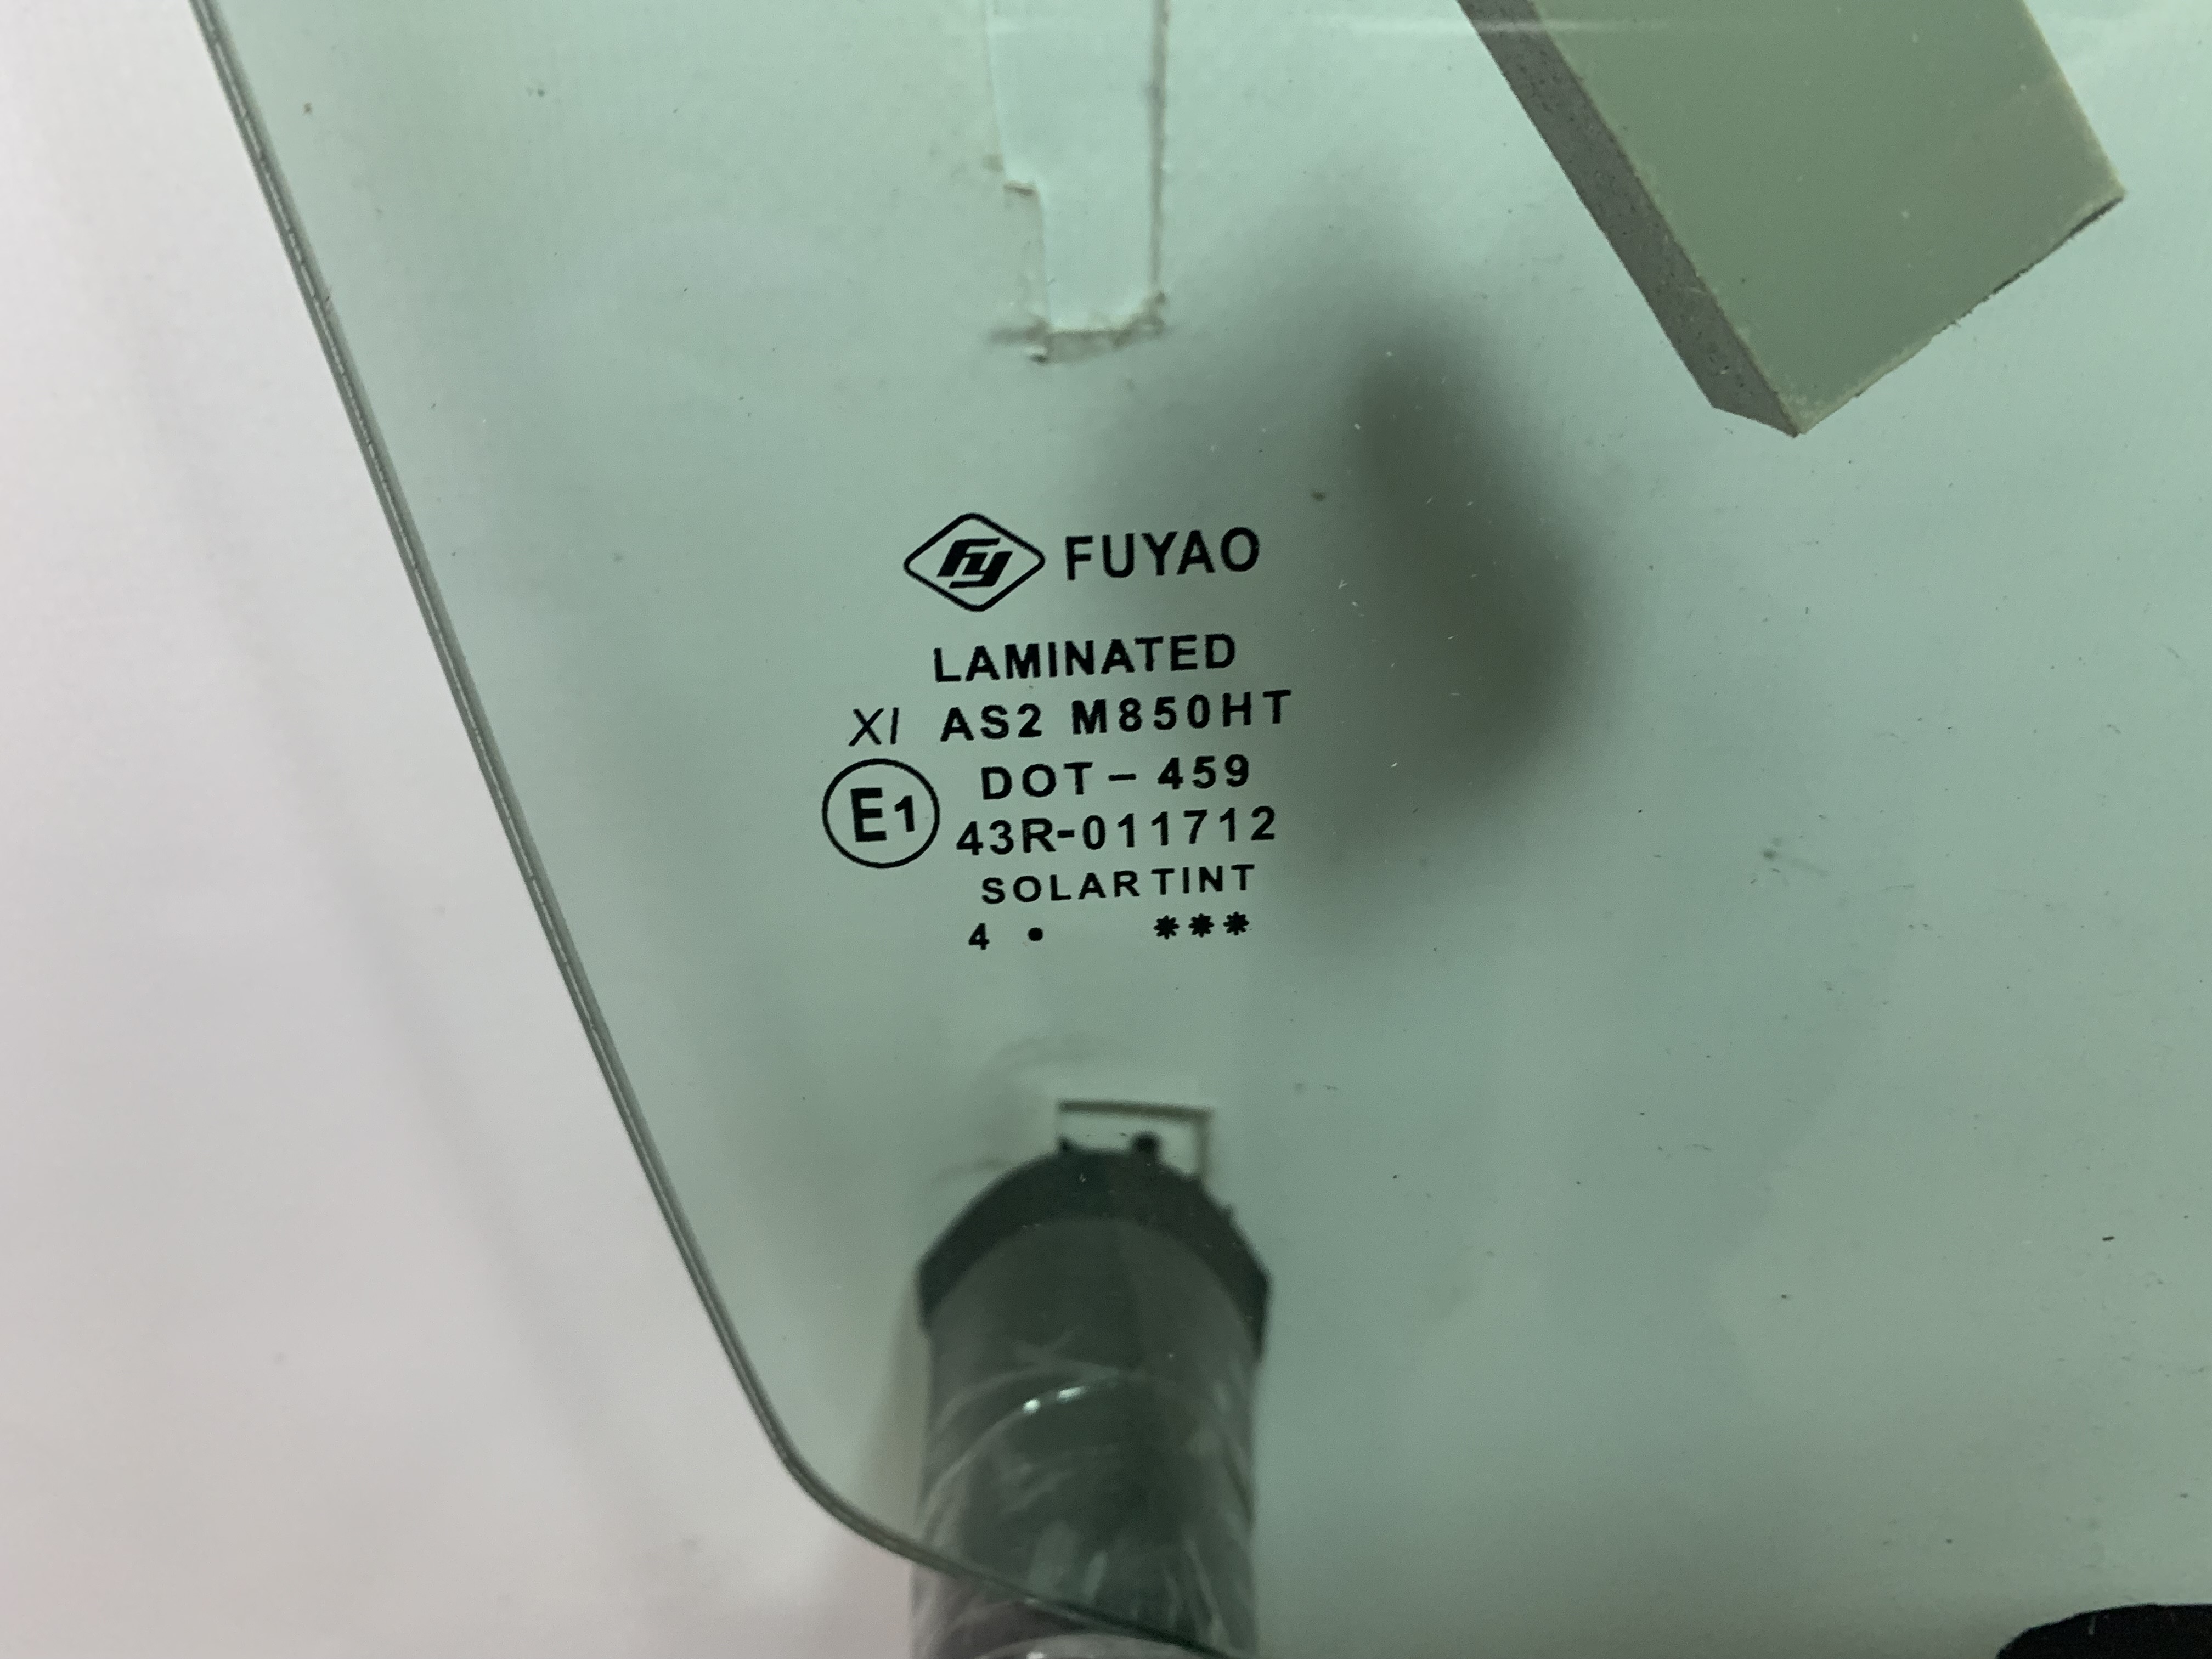 FY FUYAO
LAMINATED
XI AS2 M850HT
DOT - 459
E1 43R-011712
SOLARTINT
4 • ***